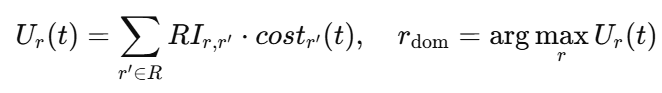 U_r(t) = \sum_{r' \in R} RI_{r,r'} \cdot cost_{r'}(t), \quad r_{\text{dom}} = \arg\max_r U_r(t)